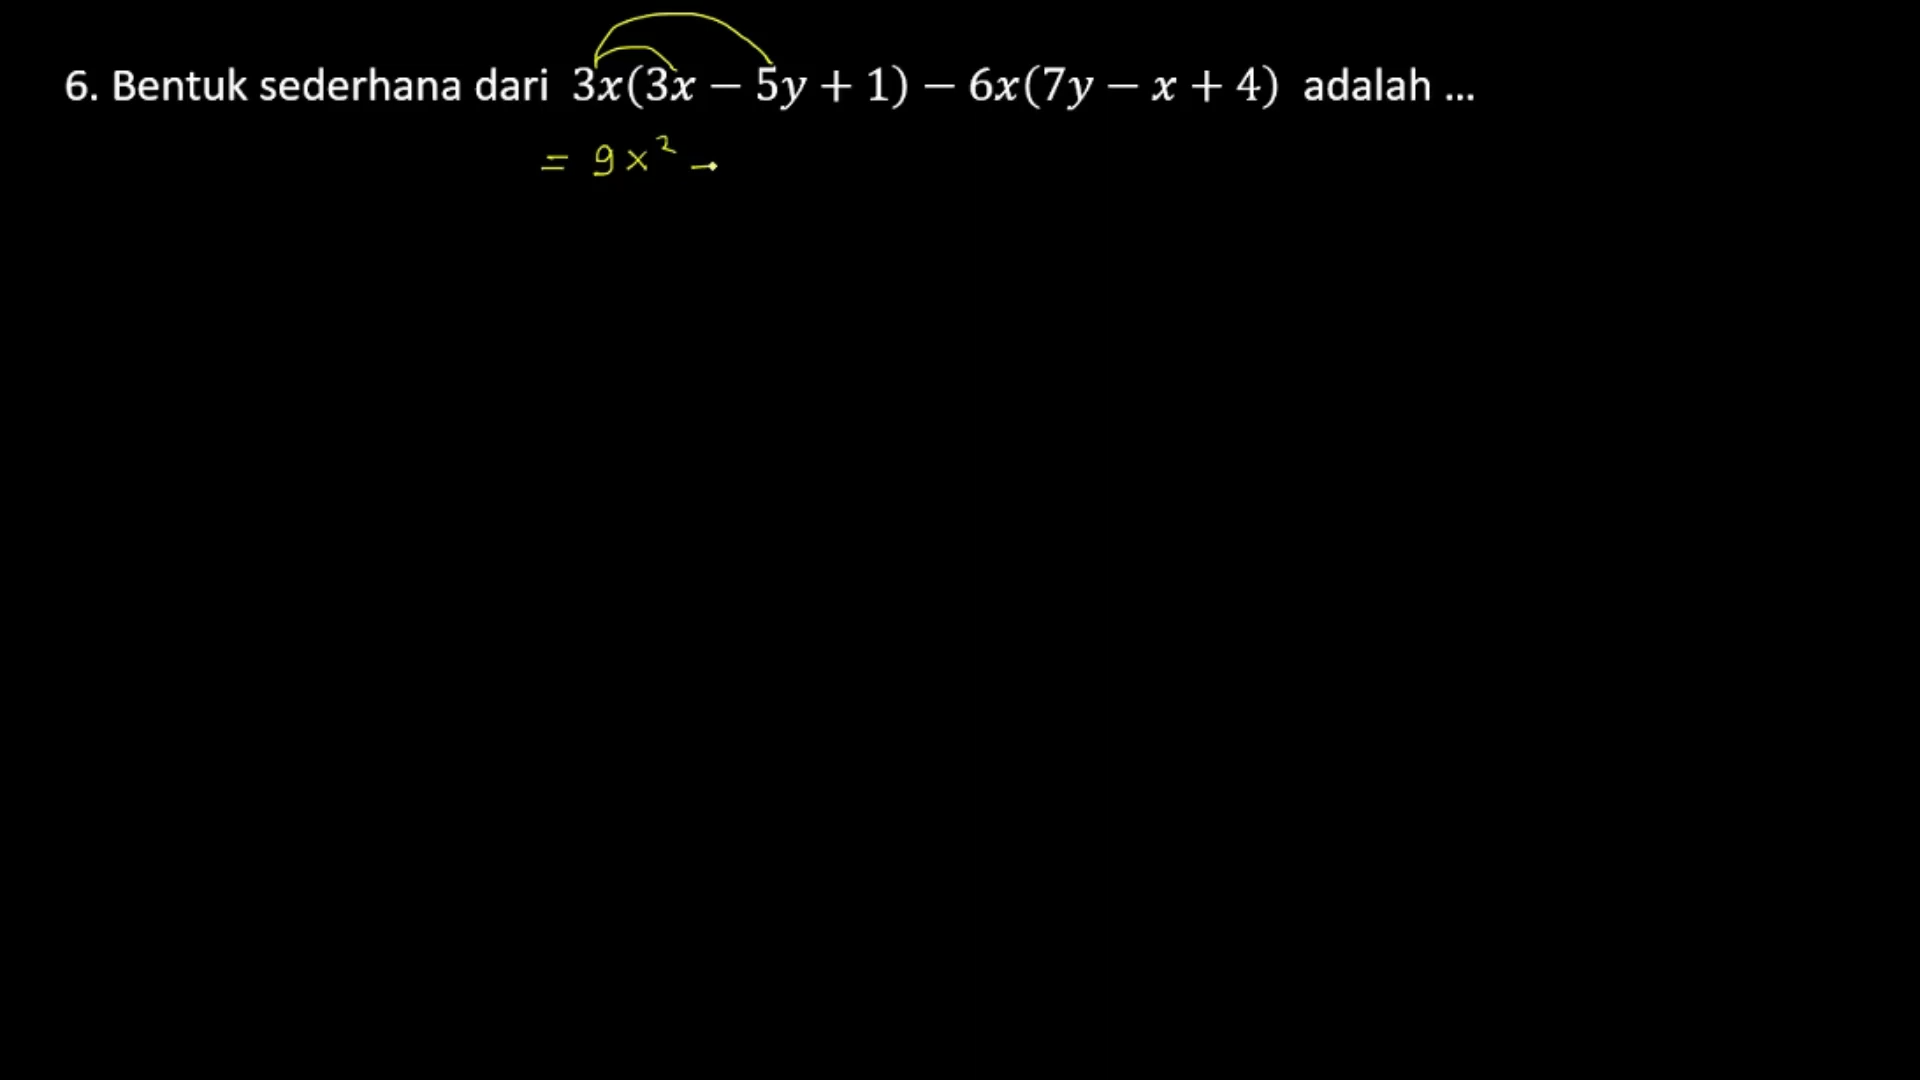 6. Bentuk sederhana dari 3x(3x − 5y + 1) − 6x(7y − x + 4) adalah ...
= 9x² −